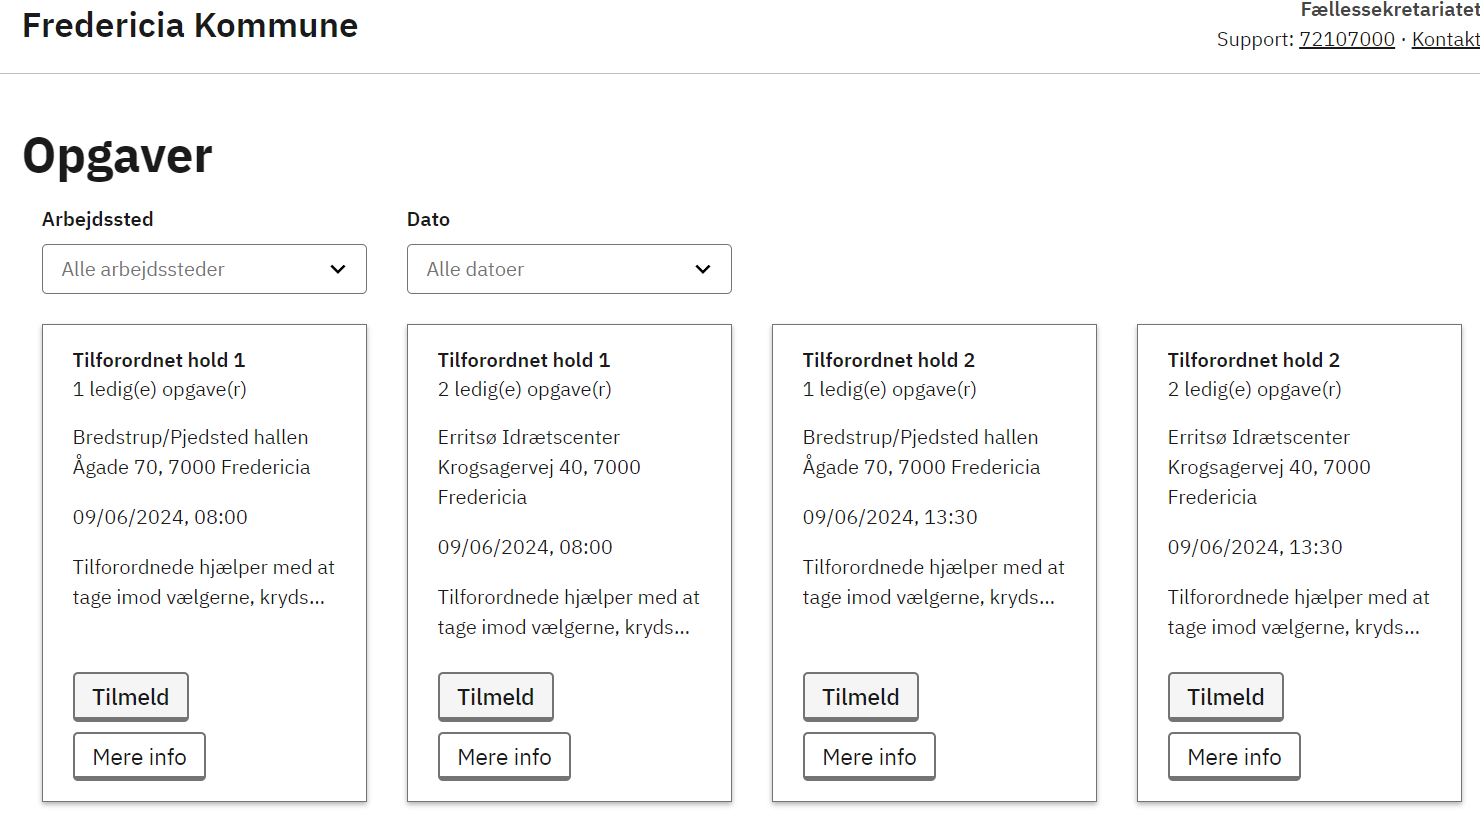 Fredericia Kommune
Fællessekretariatet
Support: 72107000 · Kontakt
Opgaver
Arbejdssted
Alle arbejdssteder
Dato
Alle datoer
Tilforordnet hold 1
1 ledig(e) opgave(r)
Bredstrup/Pjedsted hallen
Ågade 70, 7000 Fredericia
09/06/2024, 08:00
Tilforordnede hjælper med at
tage imod vælgerne, kryds...
Tilmeld
Mere info
Tilforordnet hold 1
2 ledig(e) opgave(r)
Erritsø Idrætscenter
Krogsagervej 40, 7000
Fredericia
09/06/2024, 08:00
Tilforordnede hjælper med at
tage imod vælgerne, kryds...
Tilmeld
Mere info
Tilforordnet hold 2
1 ledig(e) opgave(r)
Bredstrup/Pjedsted hallen
Ågade 70, 7000 Fredericia
09/06/2024, 13:30
Tilforordnede hjælper med at
tage imod vælgerne, kryds...
Tilmeld
Mere info
Tilforordnet hold 2
2 ledig(e) opgave(r)
Erritsø Idrætscenter
Krogsagervej 40, 7000
Fredericia
09/06/2024, 13:30
Tilforordnede hjælper med at
tage imod vælgerne, kryds...
Tilmeld
Mere info